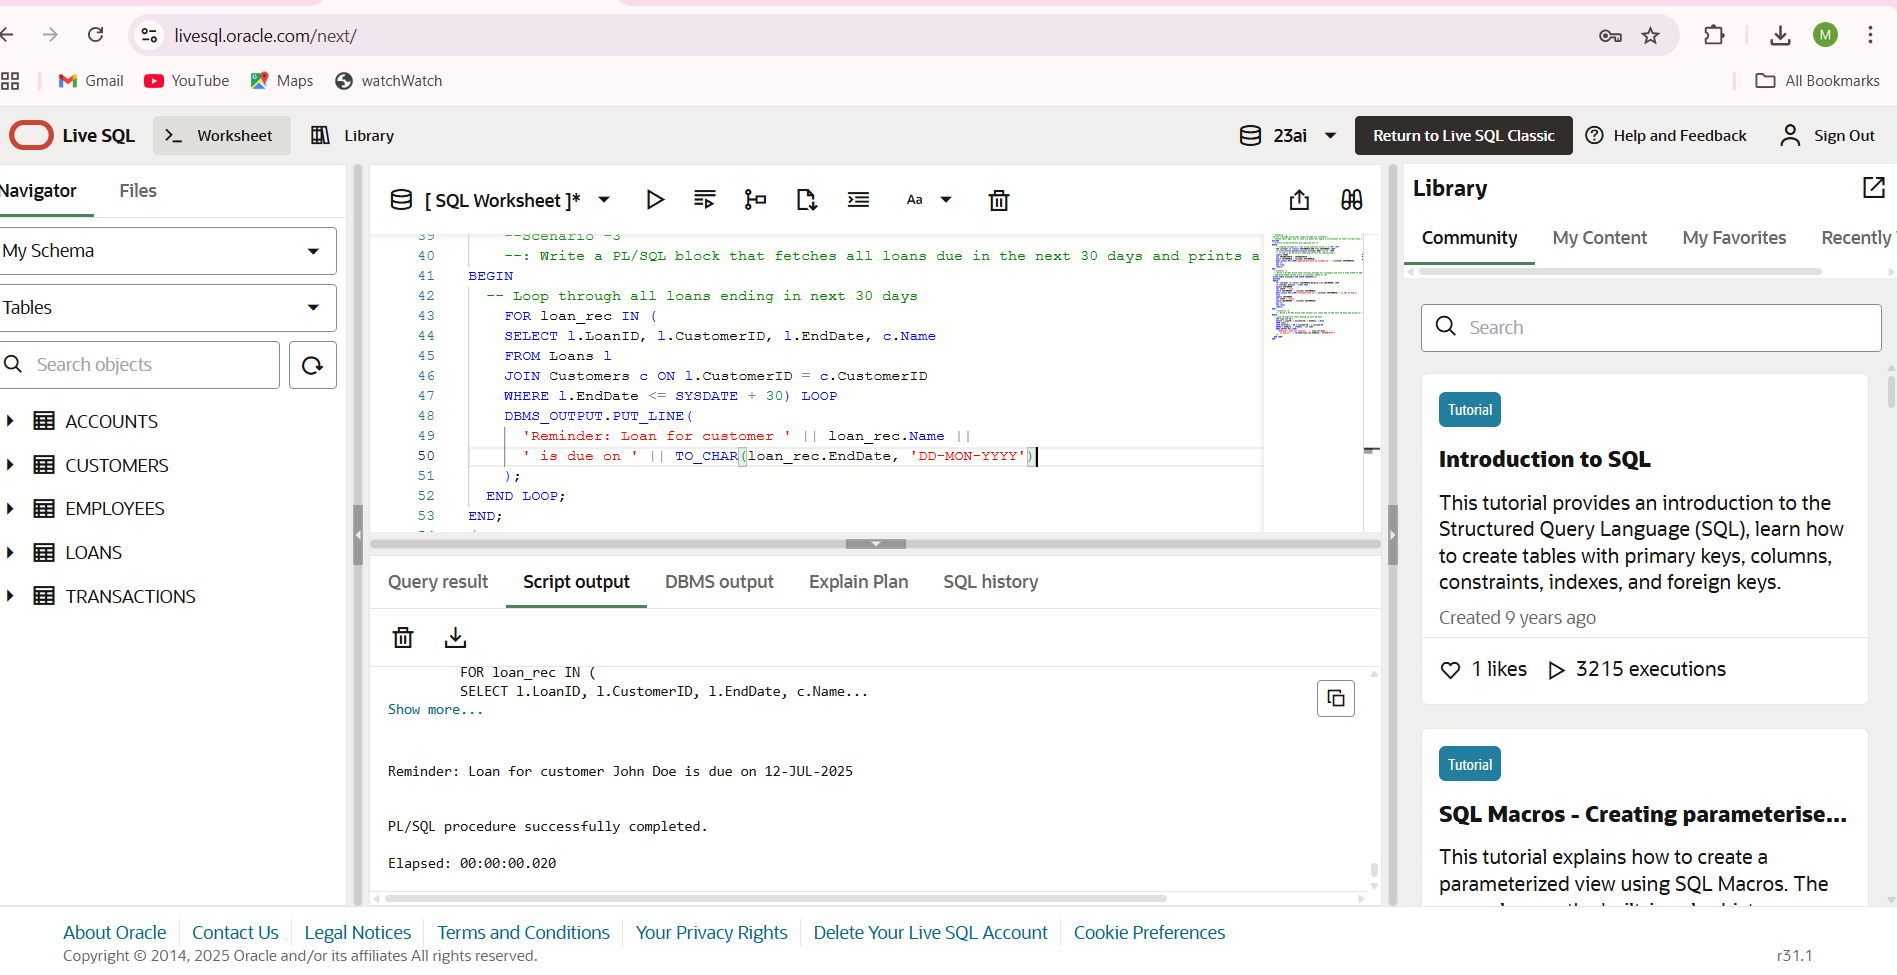 livesql.oracle.com/next/
M
Gmail
YouTube
Maps
watchWatch
All Bookmarks
Live SQL
>_ Worksheet
Library
23ai
Return to Live SQL Classic
Help and Feedback
Sign Out
Navigator
Files
My Schema
Tables
Search objects
ACCOUNTS
CUSTOMERS
EMPLOYEES
LOANS
TRANSACTIONS
[ SQL Worksheet ]*
Aa
39 --Scenario -3
40 --: Write a PL/SQL block that fetches all loans due in the next 30 days and prints a
41 BEGIN
42 -- Loop through all loans ending in next 30 days
43 FOR loan_rec IN (
44 SELECT l.LoanID, l.CustomerID, l.EndDate, c.Name
45 FROM Loans l
46 JOIN Customers c ON l.CustomerID = c.CustomerID
47 WHERE l.EndDate <= SYSDATE + 30) LOOP
48 DBMS_OUTPUT.PUT_LINE(
49 'Reminder: Loan for customer ' || loan_rec.Name ||
50 ' is due on ' || TO_CHAR(loan_rec.EndDate, 'DD-MON-YYYY')
51 );
52 END LOOP;
53 END;
Query result
Script output
DBMS output
Explain Plan
SQL history
FOR loan_rec IN (
SELECT l.LoanID, l.CustomerID, l.EndDate, c.Name...
Show more...
Reminder: Loan for customer John Doe is due on 12-JUL-2025
PL/SQL procedure successfully completed.
Elapsed: 00:00:00.020
Library
Community
My Content
My Favorites
Recently
Search
Tutorial
Introduction to SQL
This tutorial provides an introduction to the
Structured Query Language (SQL), learn how
to create tables with primary keys, columns,
constraints, indexes, and foreign keys.
Created 9 years ago
1 likes
3215 executions
Tutorial
SQL Macros - Creating parameterise...
This tutorial explains how to create a
parameterized view using SQL Macros. The
About Oracle
Contact Us
Legal Notices
Terms and Conditions
Your Privacy Rights
Delete Your Live SQL Account
Cookie Preferences
Copyright © 2014, 2025 Oracle and/or its affiliates All rights reserved.
r31.1